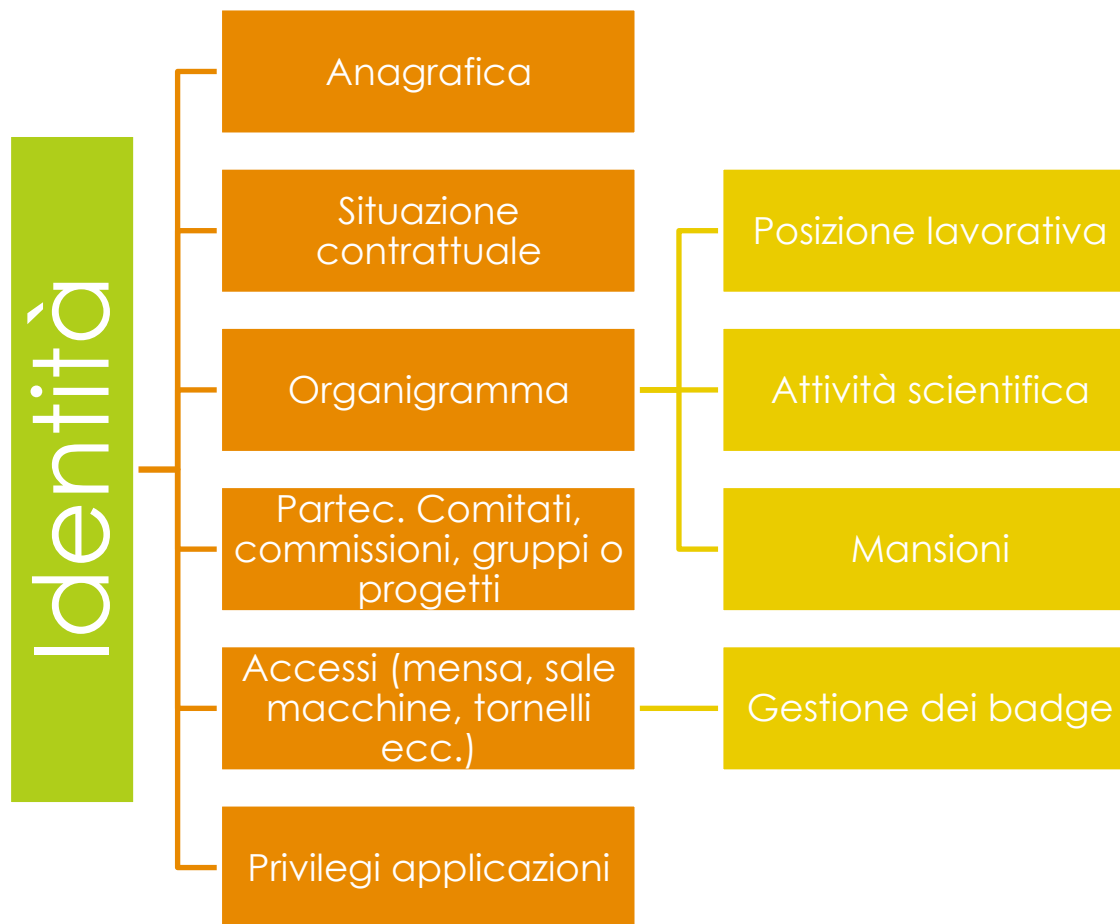 Identità
Anagrafica
Situazione
contrattuale
Organigramma
Partec. Comitati,
commissioni, gruppi o
progetti
Accessi (mensa, sale
macchine, tornelli
ecc.)
Privilegi applicazioni
Posizione lavorativa
Attività scientifica
Mansioni
Gestione dei badge